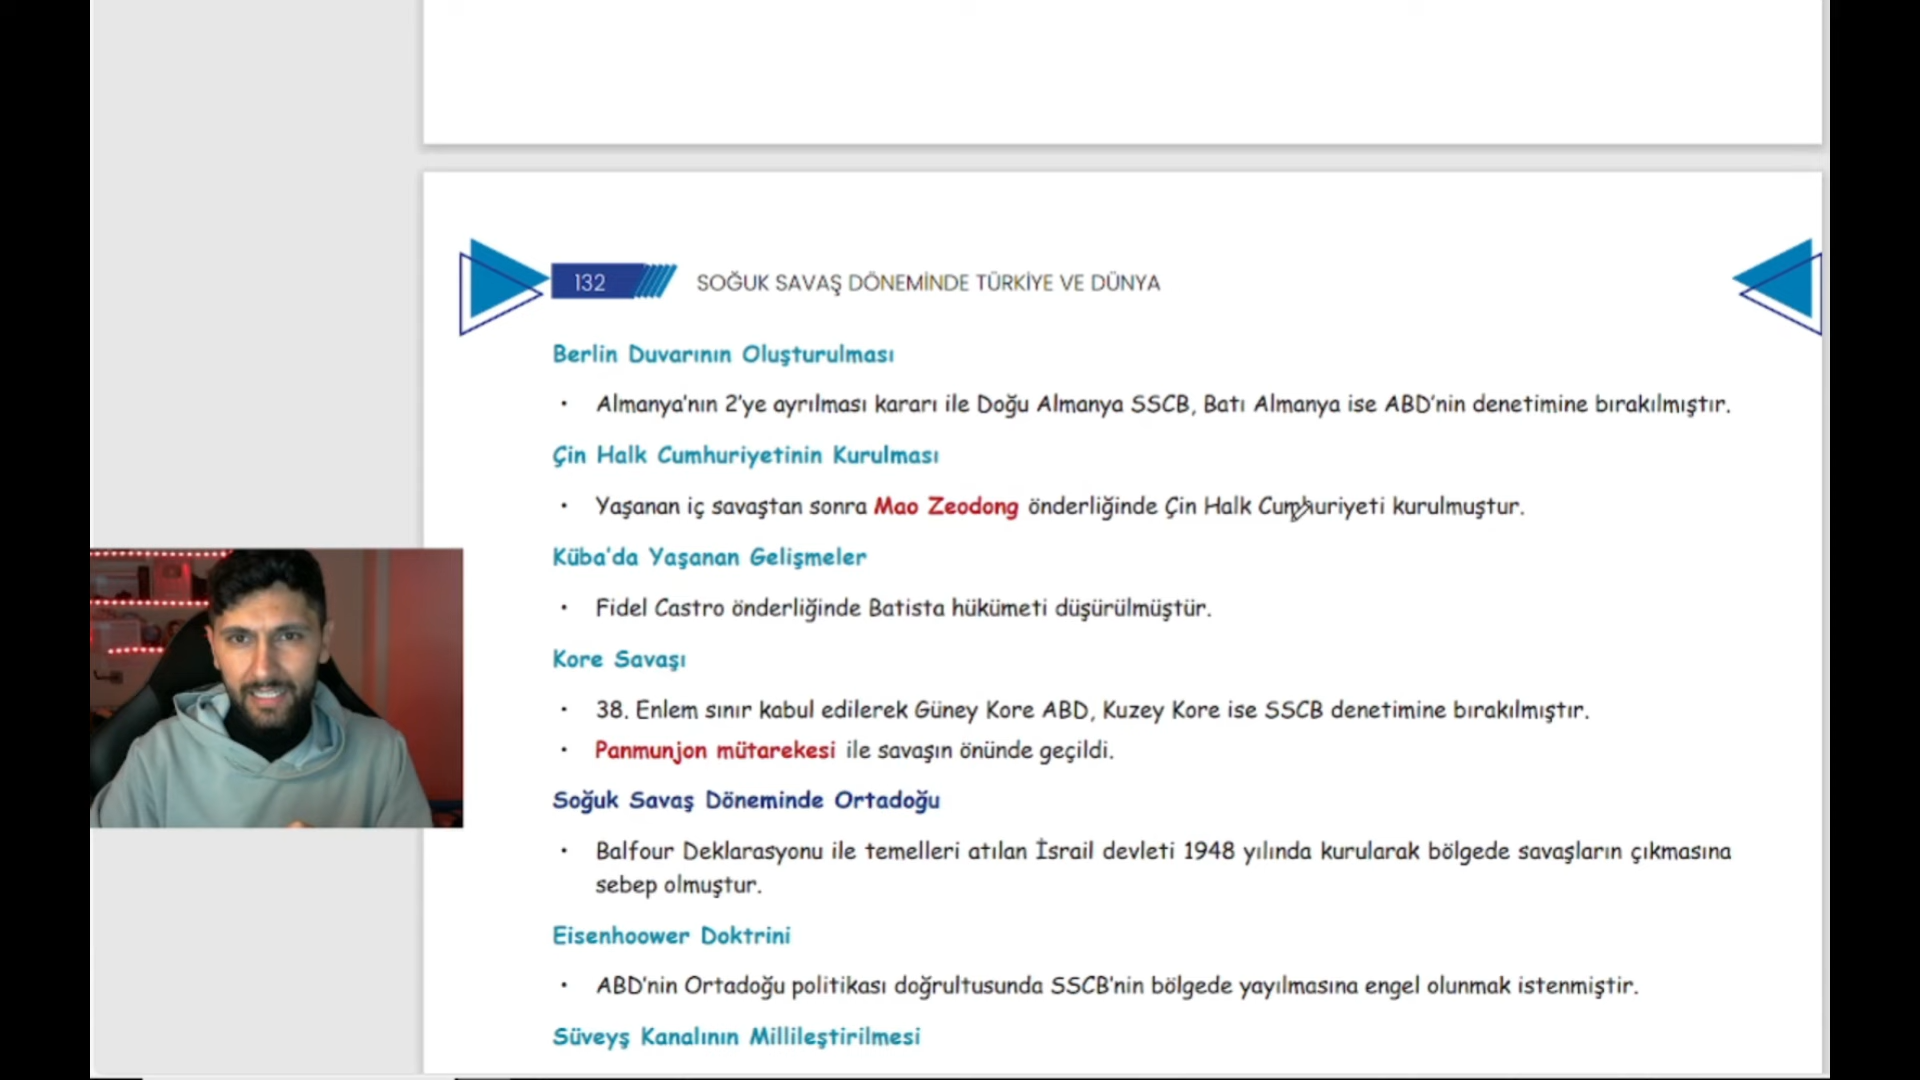 132 SOĞUK SAVAŞ DÖNEMİNDE TÜRKİYE VE DÜNYA
Berlin Duvarının Oluşturulması
• Almanya'nın 2'ye ayrılması kararı ile Doğu Almanya SSCB, Batı Almanya ise ABD'nin denetimine bırakılmıştır.
Çin Halk Cumhuriyetinin Kurulması
• Yaşanan iç savaştan sonra Mao Zeodong önderliğinde Çin Halk Cumhuriyeti kurulmuştur.
Küba'da Yaşanan Gelişmeler
• Fidel Castro önderliğinde Batista hükümeti düşürülmüştür.
Kore Savaşı
• 38. Enlem sınır kabul edilerek Güney Kore ABD, Kuzey Kore ise SSCB denetimine bırakılmıştır.
• Panmunjon mütarekesi ile savaşın önünde geçildi.
Soğuk Savaş Döneminde Ortadoğu
• Balfour Deklarasyonu ile temelleri atılan İsrail devleti 1948 yılında kurularak bölgede savaşların çıkmasına
sebep olmuştur.
Eisenhoower Doktrini
• ABD'nin Ortadoğu politikası doğrultusunda SSCB'nin bölgede yayılmasına engel olunmak istenmiştir.
Süveyş Kanalının Millileştirilmesi